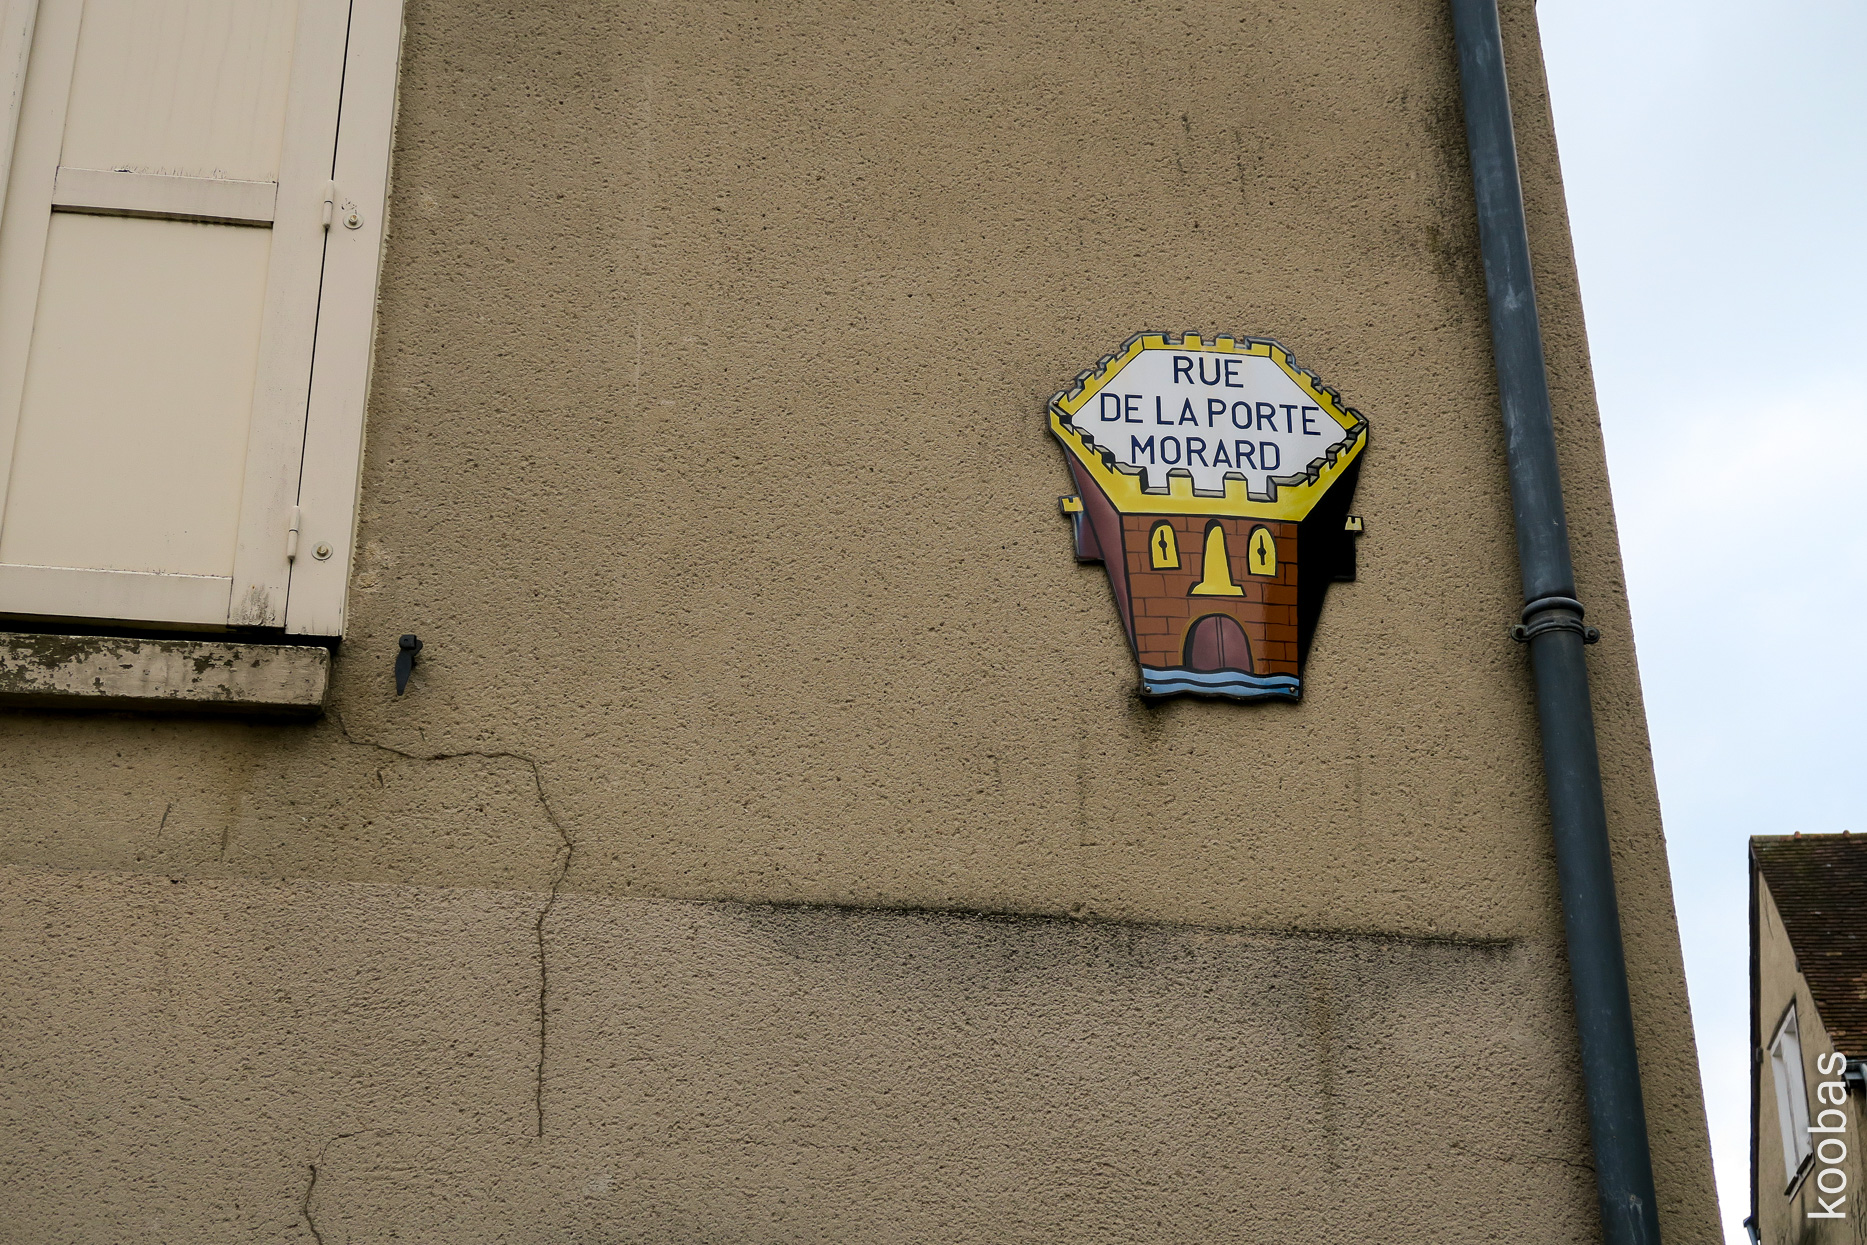 RUE
DE LA PORTE
MORARD
koobas